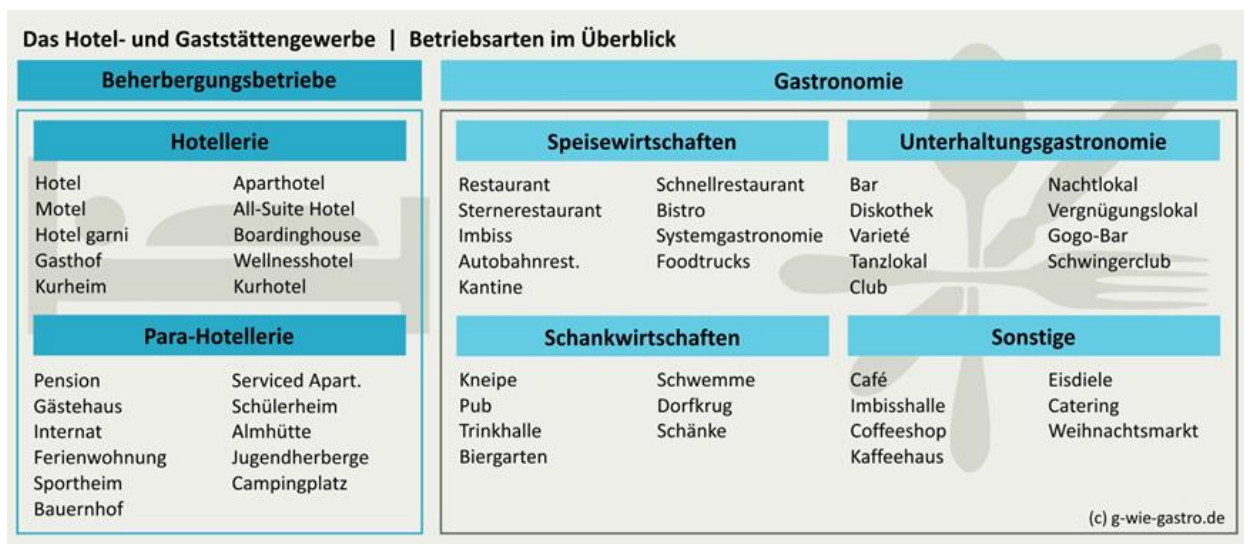 Das Hotel- und Gaststättengewerbe | Betriebsarten im Überblick
Beherbergungsbetriebe
Hotellerie
Hotel
Motel
Hotel garni
Gasthof
Kurheim
Aparthotel
All-Suite Hotel
Boardinghouse
Wellnesshotel
Kurhotel
Para-Hotellerie
Pension
Gästehaus
Internat
Ferienwohnung
Sportheim
Bauernhof
Serviced Apart.
Schülerheim
Almhütte
Jugendherberge
Campingplatz
Gastronomie
Speisewirtschaften
Restaurant
Sternerestaurant
Imbiss
Autobahnrest.
Kantine
Schnellrestaurant
Bistro
Systemgastronomie
Foodtrucks
Unterhaltungsgastronomie
Bar
Diskothek
Varieté
Tanzlokal
Club
Nachtlokal
Vergnügungslokal
Gogo-Bar
Schwingerclub
Schankwirtschaften
Kneipe
Pub
Trinkhalle
Biergarten
Schwemme
Dorfkrug
Schänke
Sonstige
Café
Imbisshalle
Coffeeshop
Kaffeehaus
Eisdiele
Catering
Weihnachtsmarkt
(c) g-wie-gastro.de